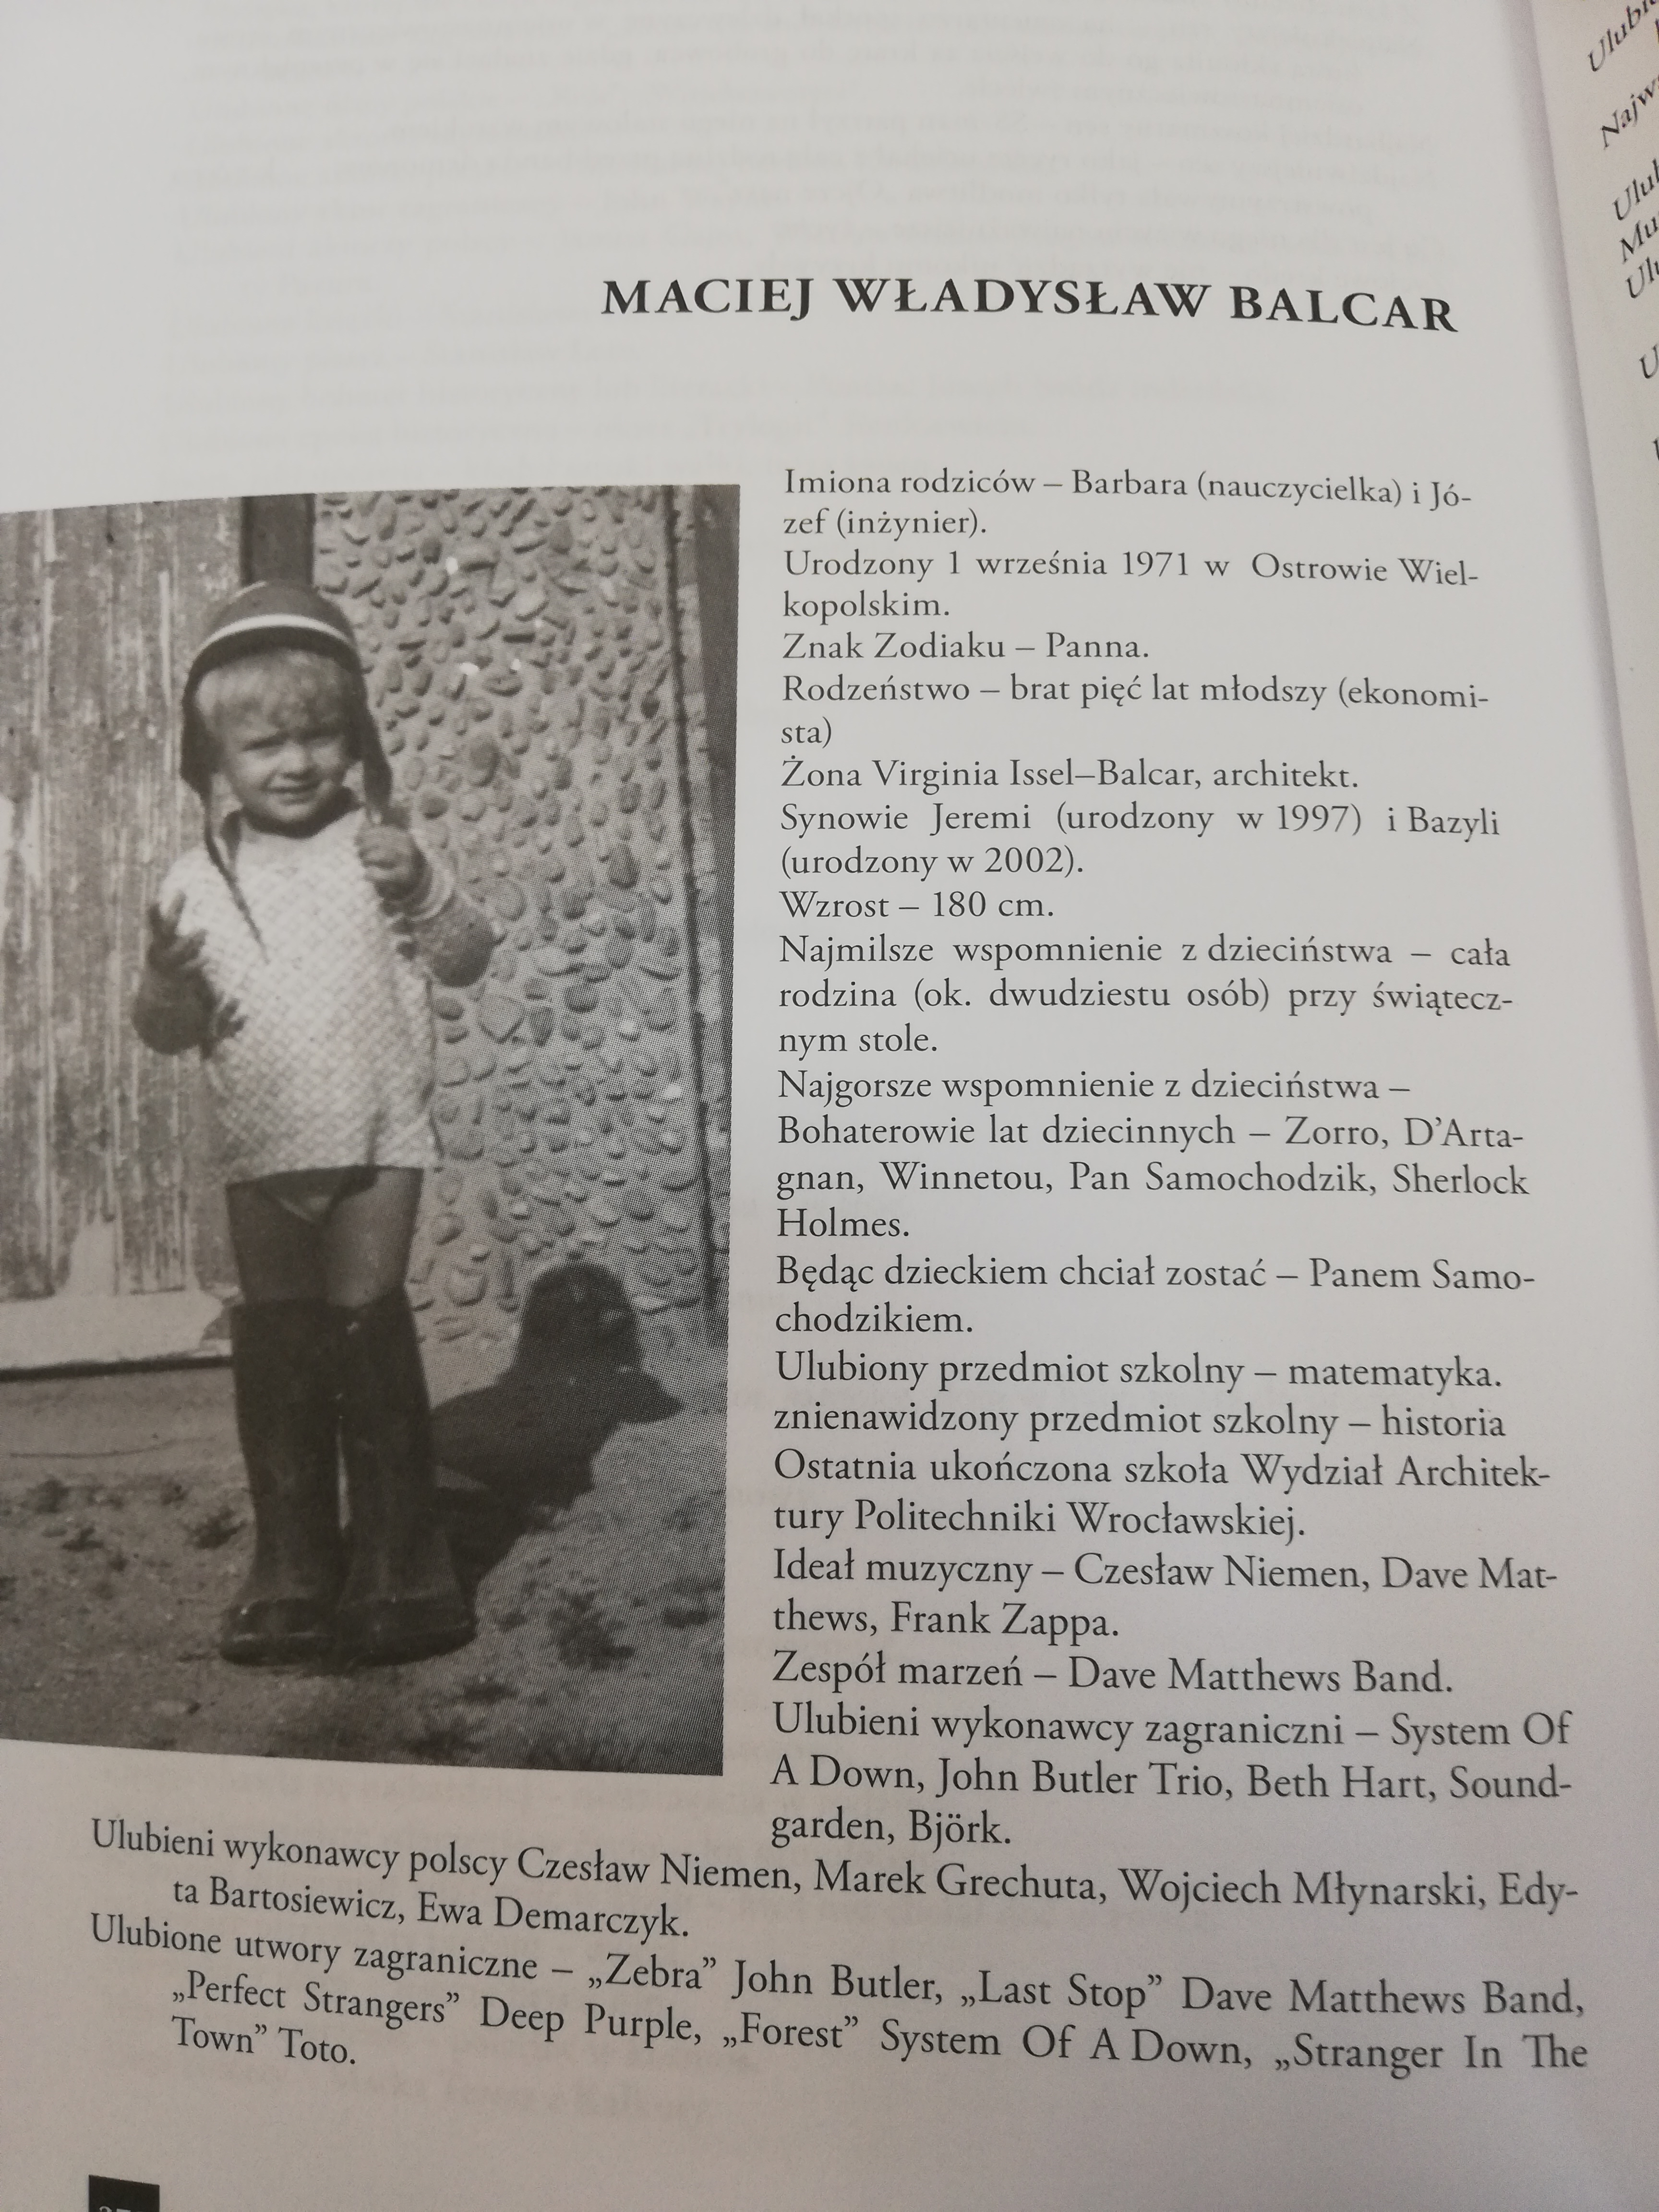 MACIEJ WŁADYSŁAW BALCAR
Imiona rodziców – Barbara (nauczycielka) i Jó-
zef (inżynier).
Urodzony 1 września 1971 w Ostrowie Wiel-
kopolskim.
Znak Zodiaku – Panna.
Rodzeństwo – brat pięć lat młodszy (ekonomi-
sta)
Żona Virginia Issel–Balcar, architekt.
Synowie Jeremi (urodzony w 1997) i Bazyli
(urodzony w 2002).
Wzrost – 180 cm.
Najmilsze wspomnienie z dzieciństwa – cała
rodzina (ok. dwudziestu osób) przy świątecz-
nym stole.
Najgorsze wspomnienie z dzieciństwa –
Bohaterowie lat dziecinnych – Zorro, D’Arta-
gnan, Winnetou, Pan Samochodzik, Sherlock
Holmes.
Będąc dzieckiem chciał zostać – Panem Samo-
chodzikiem.
Ulubiony przedmiot szkolny – matematyka.
znienawidzony przedmiot szkolny – historia
Ostatnia ukończona szkoła Wydział Architek-
tury Politechniki Wrocławskiej.
Ideał muzyczny – Czesław Niemen, Dave Mat-
thews, Frank Zappa.
Zespół marzeń – Dave Matthews Band.
Ulubieni wykonawcy zagraniczni – System Of
A Down, John Butler Trio, Beth Hart, Sound-
garden, Björk.
Ulubieni wykonawcy polscy Czesław Niemen, Marek Grechuta, Wojciech Młynarski, Edy-
ta Bartosiewicz, Ewa Demarczyk.
Ulubione utwory zagraniczne – „Zebra” John Butler, „Last Stop” Dave Matthews Band,
„Perfect Strangers” Deep Purple, „Forest” System Of A Down, „Stranger In The
Town” Toto.